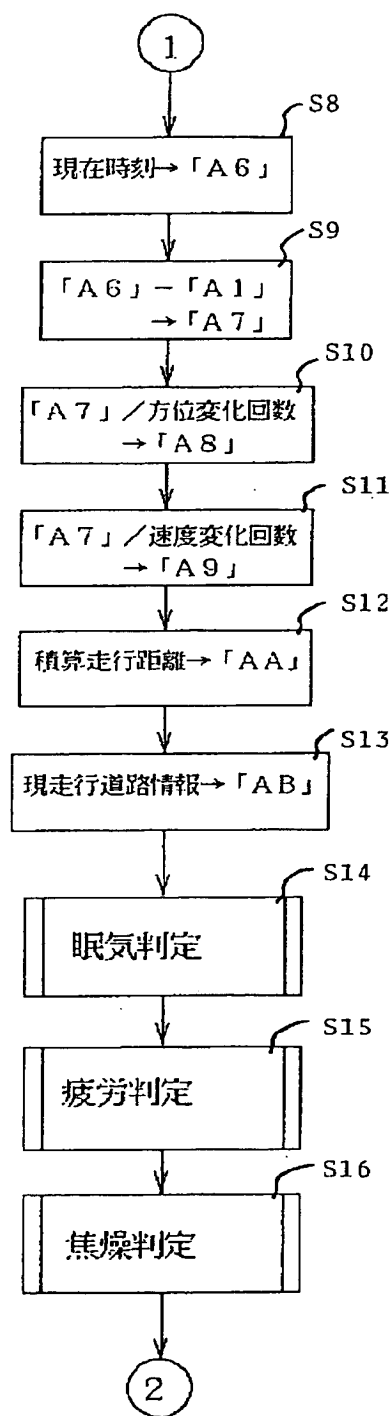 1
S8
現在時刻→「A6」
S9
「A6」−「A1」
→「A7」
S10
「A7」／方位変化回数
→「A8」
S11
「A7」／速度変化回数
→「A9」
S12
積算走行距離→「AA」
S13
現走行道路情報→「AB」
S14
眠気判定
S15
疲労判定
S16
焦燥判定
2